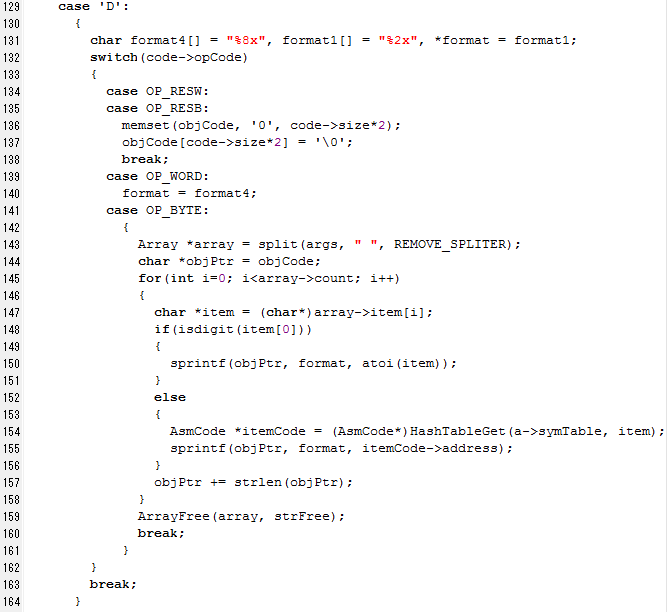 129    case 'D':
130      {
131        char format4[] = "%8x", format1[] = "%2x", *format = format1;
132        switch(code->opCode)
133        {
134          case OP_RESW:
135          case OP_RESB:
136            memset(objCode, '0', code->size*2);
137            objCode[code->size*2] = '\0';
138            break;
139          case OP_WORD:
140            format = format4;
141          case OP_BYTE:
142            {
143              Array *array = split(args, " ", REMOVE_SPLITER);
144              char *objPtr = objCode;
145              for(int i=0; i<array->count; i++)
146              {
147                char *item = (char*)array->item[i];
148                if(isdigit(item[0]))
149                {
150                  sprintf(objPtr, format, atoi(item));
151                }
152                else
153                {
154                  AsmCode *itemCode = (AsmCode*)HashTableGet(a->symTable, item);
155                  sprintf(objPtr, format, itemCode->address);
156                }
157                objPtr += strlen(objPtr);
158              }
159              ArrayFree(array, strFree);
160              break;
161            }
162        }
163        break;
164      }